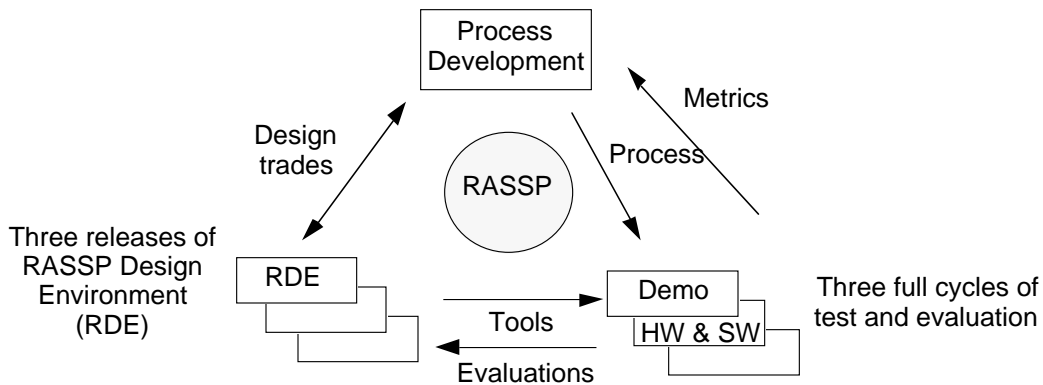 Process
Development
Metrics
Design
trades
Process
RASSP
Three releases of
RASSP Design
Environment
(RDE)
RDE
Tools
Evaluations
Demo
HW & SW
Three full cycles of
test and evaluation